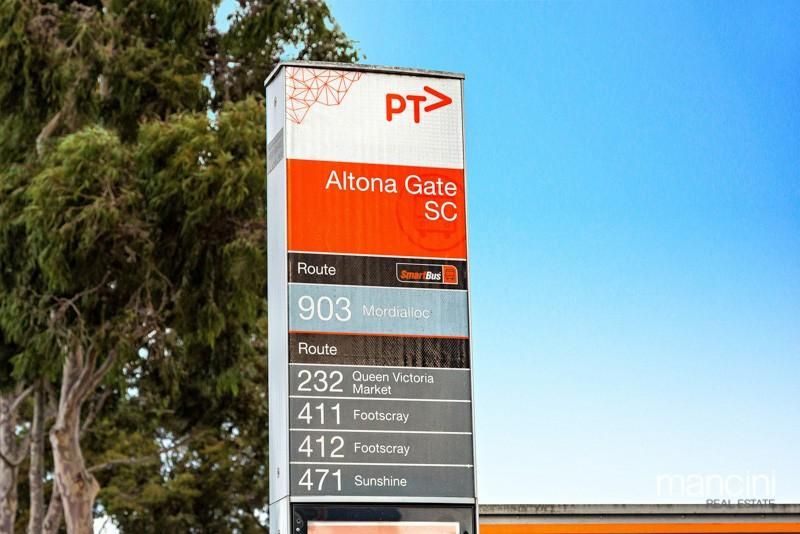 PT>
Altona Gate
SC
Route SmartBus
903 Mordialloc
Route
232 Queen Victoria
Market
411 Footscray
412 Footscray
471 Sunshine
mancini
REAL ESTATE